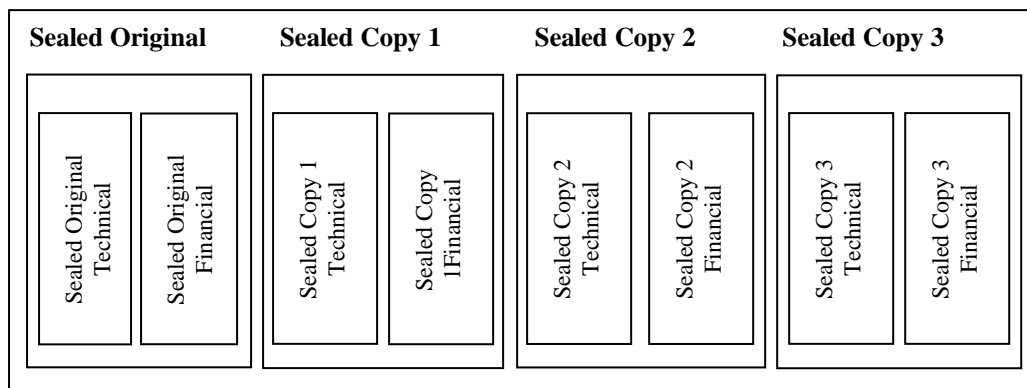 Sealed Original
Sealed Copy 1
Sealed Copy 2
Sealed Copy 3
Sealed Original
Technical
Sealed Original
Financial
Sealed Copy 1
Technical
Sealed Copy
1Financial
Sealed Copy 2
Technical
Sealed Copy 2
Financial
Sealed Copy 3
Technical
Sealed Copy 3
Financial